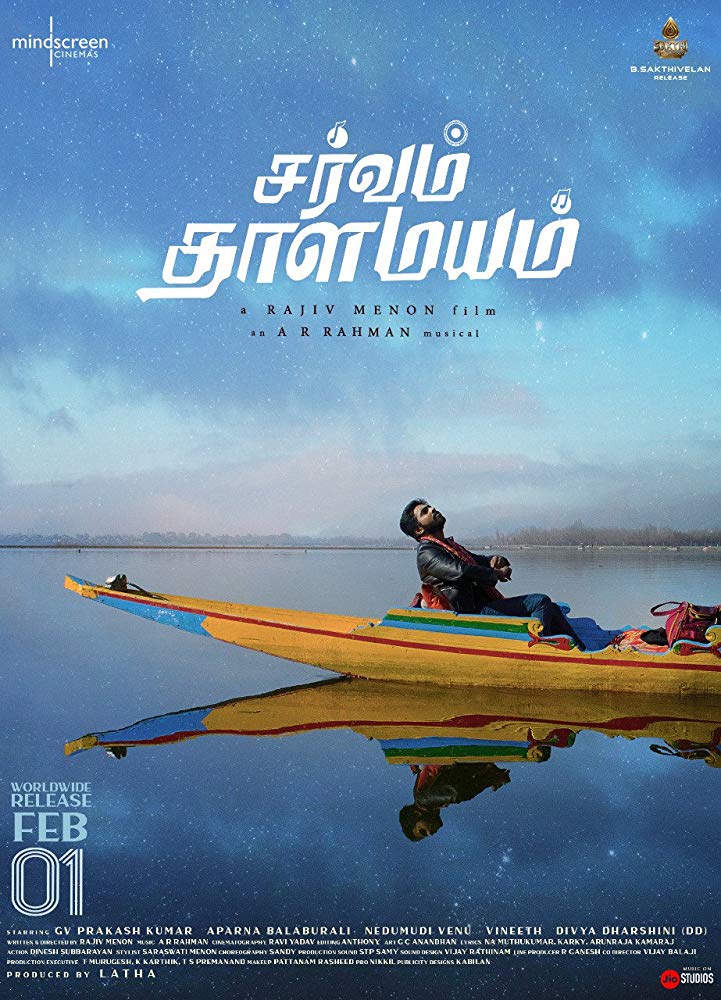 mindscreen
CINEMAS
B.SAKTHIVELAN
RELEASE
சர்வம்
தாளமயம்
a RAJIV MENON film
an A R RAHMAN musical
WORLDWIDE
RELEASE
FEB
01
STARRING GV PRAKASH KUMAR APARNA BALABURALI - NEDUMUDI VENU VINEETH DIVYA DHARSHINI (DD)
WRITTEN & DIRECTED BY RAJIV MENON MUSIC A R RAHMAN CINEMATOGRAPHY RAVI YADAV EDITING ANTHONY ART G C ANANDHAN LYRICS NA MUTHUKUMAR, KARKY, ARUNRAJA KAMARAJ
ACTION DINESH SUBBARAYAN STYLIST SARASWATI MENON CHOREOGRAPHY SANDY PRODUCTION SOUND STP SAMY SOUND DESIGN VIJAY RATHINAM LINE PRODUCER R GANESH CO DIRECTOR VIJAY BALAJI
PRODUCTION EXECUTIVE T MURUGESH, K KARTHIK, T S PREMANAND MAKEUP PATTANAM RASHEED PRO NIKKIL PUBLICITY DESIGNS KABILAN
PRODUCED BY LATHA
MUSIC ON
Jio STUDIOS